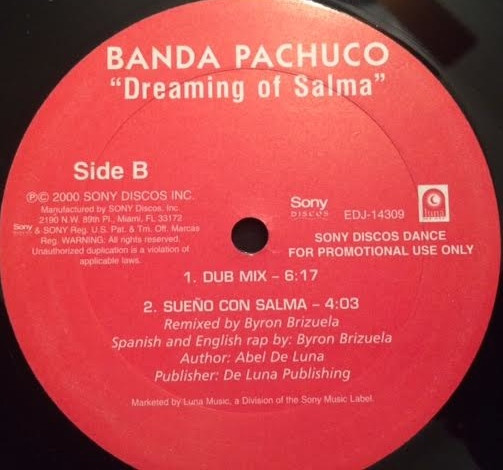 BANDA PACHUCO
"Dreaming of Salma"
Side B
℗© 2000 SONY DISCOS INC.
Manufactured by SONY Discos, Inc.
2190 N.W. 89th Pl., Miami, FL 33172
Sony DISCOS & SONY Reg. U.S. Pat. & Tm. Off. Marcas
Reg. WARNING: All rights reserved.
Unauthorized duplication is a violation of
applicable laws.
Sony
DISCOS
EDJ-14309
luna
SONY DISCOS DANCE
FOR PROMOTIONAL USE ONLY
1. DUB MIX – 6:17
2. SUEÑO CON SALMA – 4:03
Remixed by Byron Brizuela
Spanish and English rap by: Byron Brizuela
Author: Abel De Luna
Publisher: De Luna Publishing
Marketed by Luna Music, a Division of the Sony Music Label.